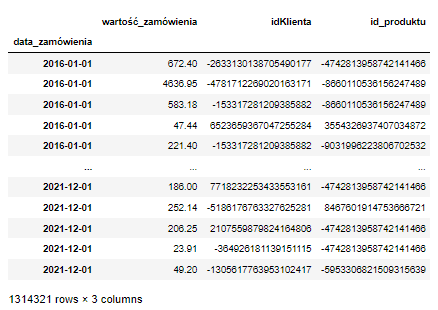 wartość_zamówienia idKlienta id_produktu
data_zamówienia
2016-01-01 672.40 -2633130138705490177 -4742813958742141466
2016-01-01 4636.95 -4781712269020163171 -8660110536156247489
2016-01-01 583.18 -153317281209385882 -8660110536156247489
2016-01-01 47.44 6523659367047255284 3554326937407034872
2016-01-01 221.40 -153317281209385882 -9031996223806702532
... ... ... ...
2021-12-01 186.00 7718232253433553161 -4742813958742141466
2021-12-01 252.14 -5186176763327625281 8467601914753666721
2021-12-01 206.25 2107559879824164806 -4742813958742141466
2021-12-01 23.91 -364926181139151115 -4742813958742141466
2021-12-01 49.20 -1305617763953102417 -5953306821509315639
1314321 rows × 3 columns